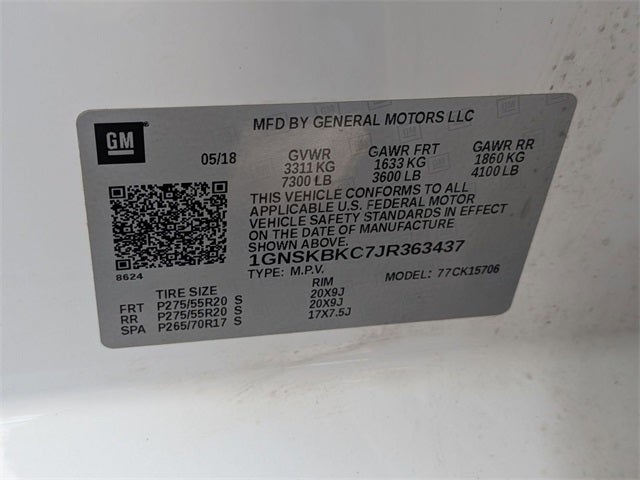 MFD BY GENERAL MOTORS LLC
GM
05/18 GVWR GAWR FRT GAWR RR
3311 KG 1633 KG 1860 KG
7300 LB 3600 LB 4100 LB
THIS VEHICLE CONFORMS TO ALL
APPLICABLE U.S. FEDERAL MOTOR
VEHICLE SAFETY STANDARDS IN EFFECT
ON THE DATE OF MANUFACTURE
SHOWN ABOVE.
1GNSKBKC7JR363437
8624
TYPE: M.P.V. MODEL: 77CK15706
TIRE SIZE RIM
FRT P275/55R20 S 20X9J
RR P275/55R20 S 20X9J
SPA P265/70R17 S 17X7.5J